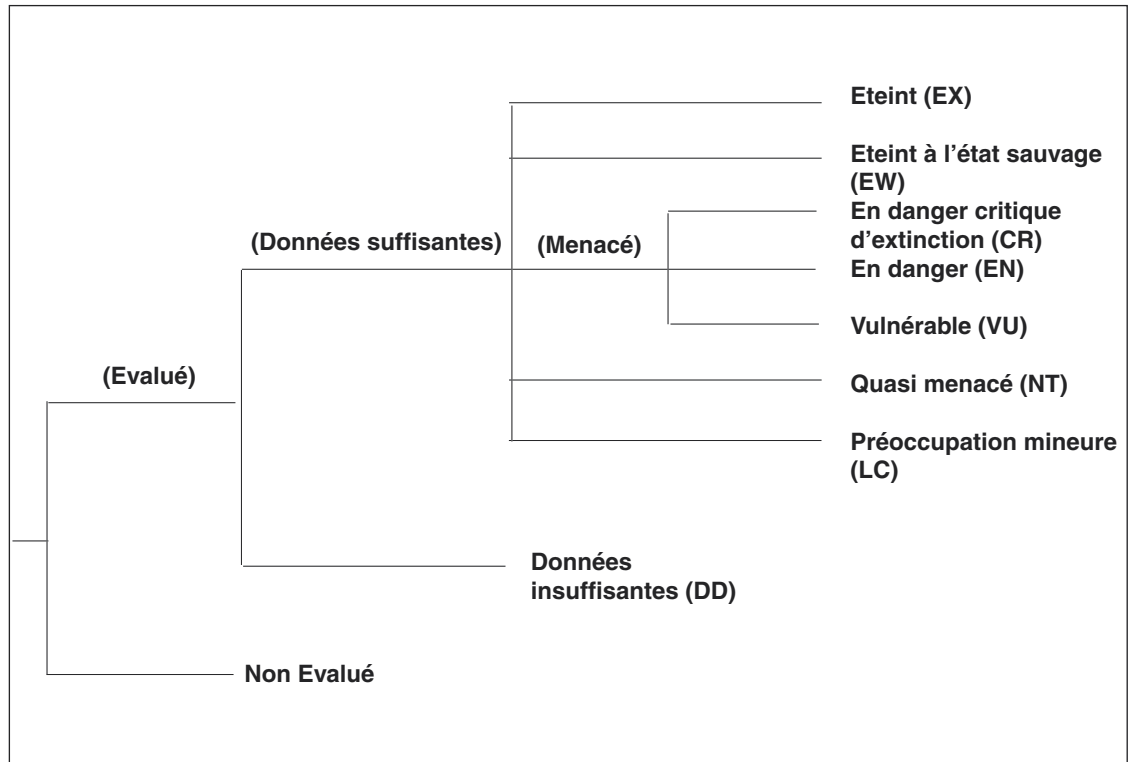 Eteint (EX)
Eteint à l'état sauvage
(EW)
En danger critique
d'extinction (CR)
(Données suffisantes)
(Menacé)
En danger (EN)
Vulnérable (VU)
(Evalué)
Quasi menacé (NT)
Préoccupation mineure
(LC)
Données
insuffisantes (DD)
Non Evalué